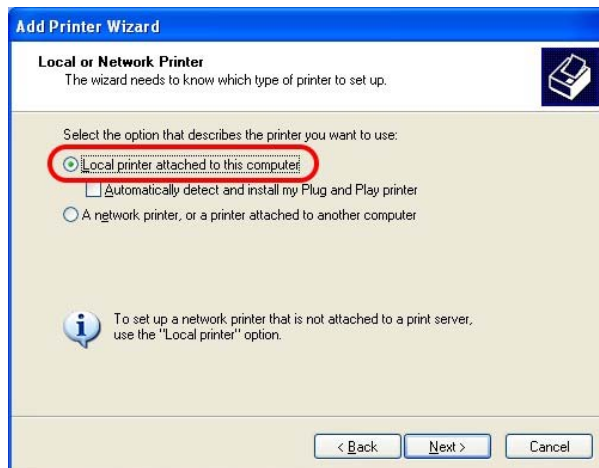 Add Printer Wizard
Local or Network Printer
The wizard needs to know which type of printer to set up.
Select the option that describes the printer you want to use:
Local printer attached to this computer
Automatically detect and install my Plug and Play printer
A network printer, or a printer attached to another computer
To set up a network printer that is not attached to a print server,
use the "Local printer" option.
< Back Next > Cancel